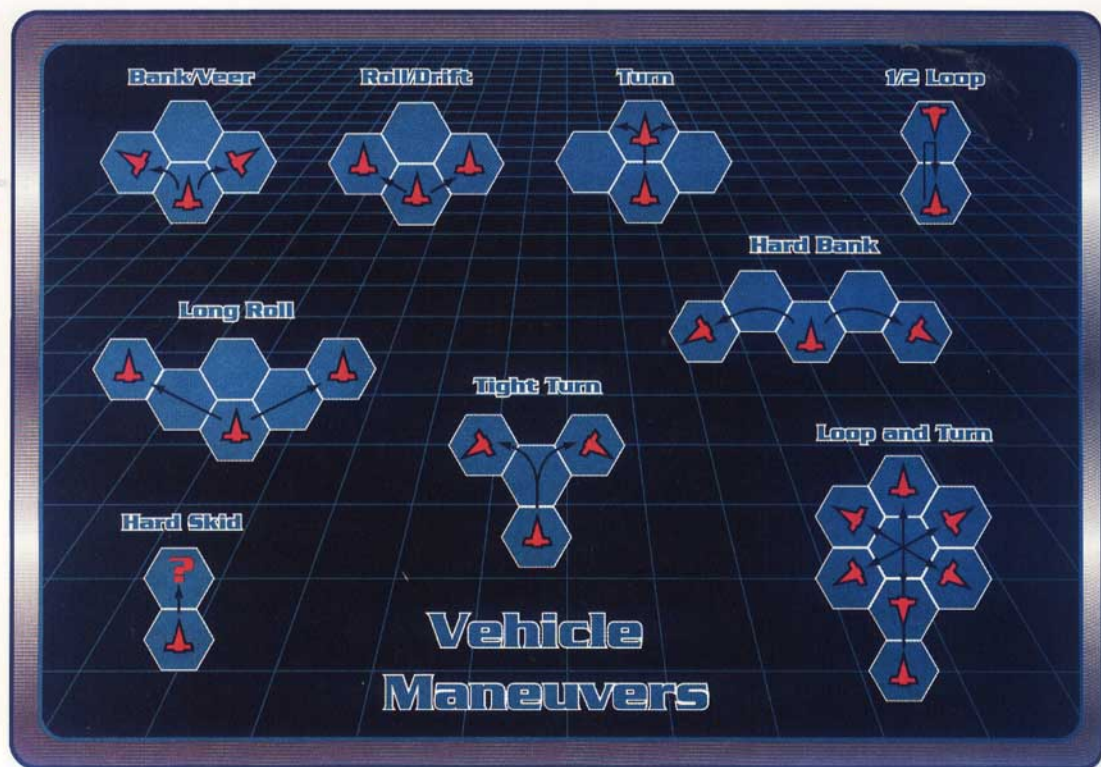 Bank/Veer
Roll/Drift
Turn
1/2 Loop
Hard Bank
Long Roll
Tight Turn
Loop and Turn
Hard Skid
?
Vehicle
Maneuvers